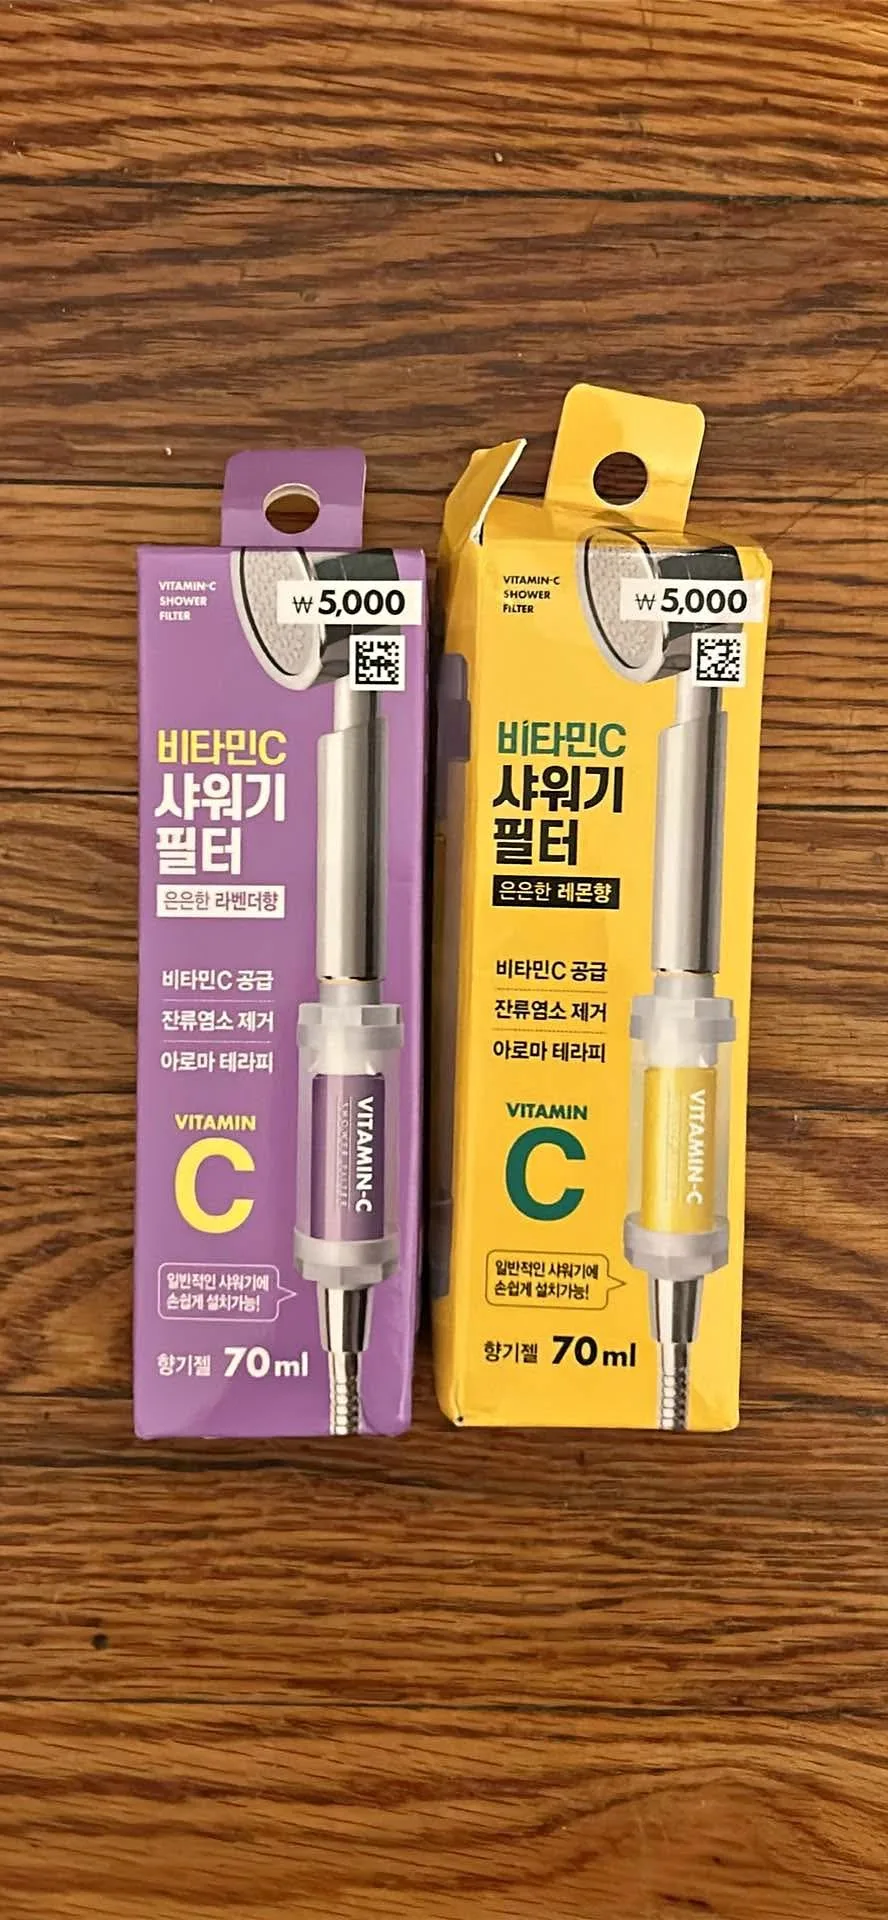 VITAMIN-C
SHOWER
FILTER
₩5,000
비타민C
샤워기
필터
은은한 라벤더향
비타민C 공급
잔류염소 제거
아로마 테라피
VITAMIN
C
VITAMIN-C
SHOWER FILTER
일반적인 샤워기에
손쉽게 설치가능!
향기젤 70ml
VITAMIN-C
SHOWER
FILTER
₩5,000
비타민C
샤워기
필터
은은한 레몬향
비타민C 공급
잔류염소 제거
아로마 테라피
VITAMIN
C
VITAMIN-C
일반적인 샤워기에
손쉽게 설치가능!
향기젤 70ml